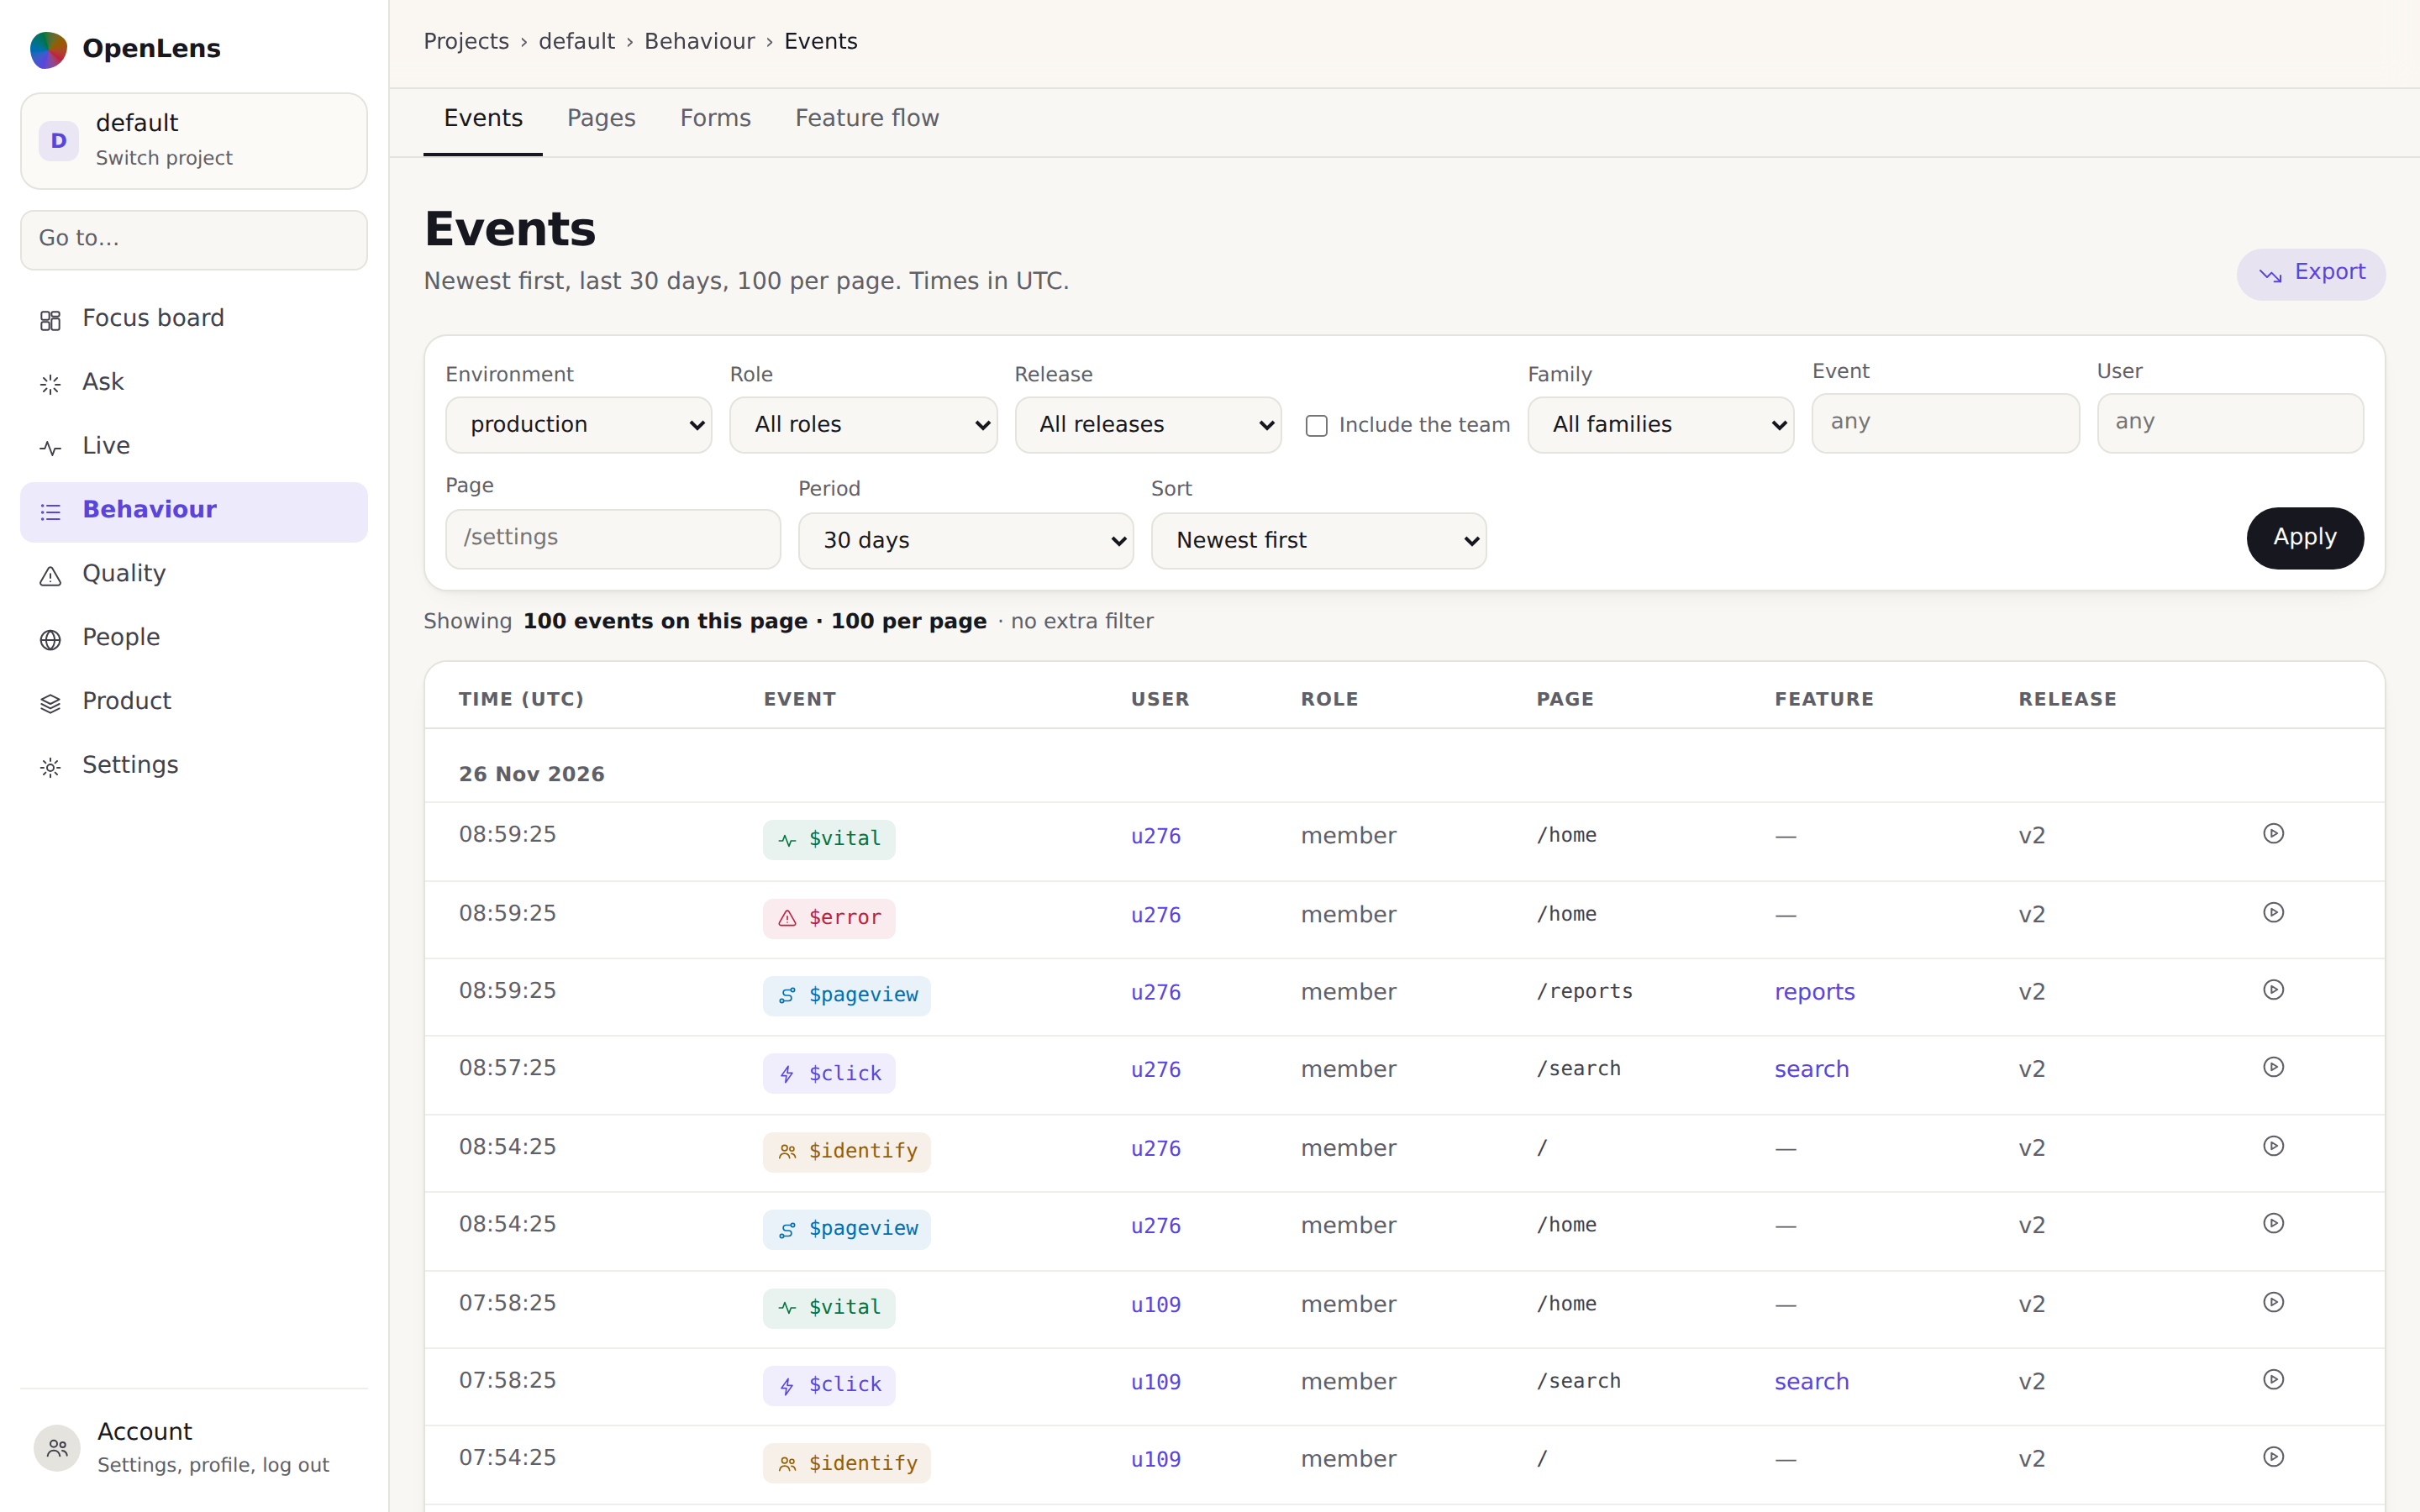 OpenLens
D
default
Switch project
Go to…
Focus board
Ask
Live
Behaviour
Quality
People
Product
Settings
Account
Settings, profile, log out
Projects › default › Behaviour › Events
Events Pages Forms Feature flow
Events
Newest first, last 30 days, 100 per page. Times in UTC.
Export
Environment Role Release Family Event User
production All roles All releases Include the team All families any any
Page Period Sort
/settings 30 days Newest first Apply
Showing 100 events on this page · 100 per page · no extra filter
TIME (UTC) EVENT USER ROLE PAGE FEATURE RELEASE
26 Nov 2026
08:59:25 $vital u276 member /home — v2
08:59:25 $error u276 member /home — v2
08:59:25 $pageview u276 member /reports reports v2
08:57:25 $click u276 member /search search v2
08:54:25 $identify u276 member / — v2
08:54:25 $pageview u276 member /home — v2
07:58:25 $vital u109 member /home — v2
07:58:25 $click u109 member /search search v2
07:54:25 $identify u109 member / — v2